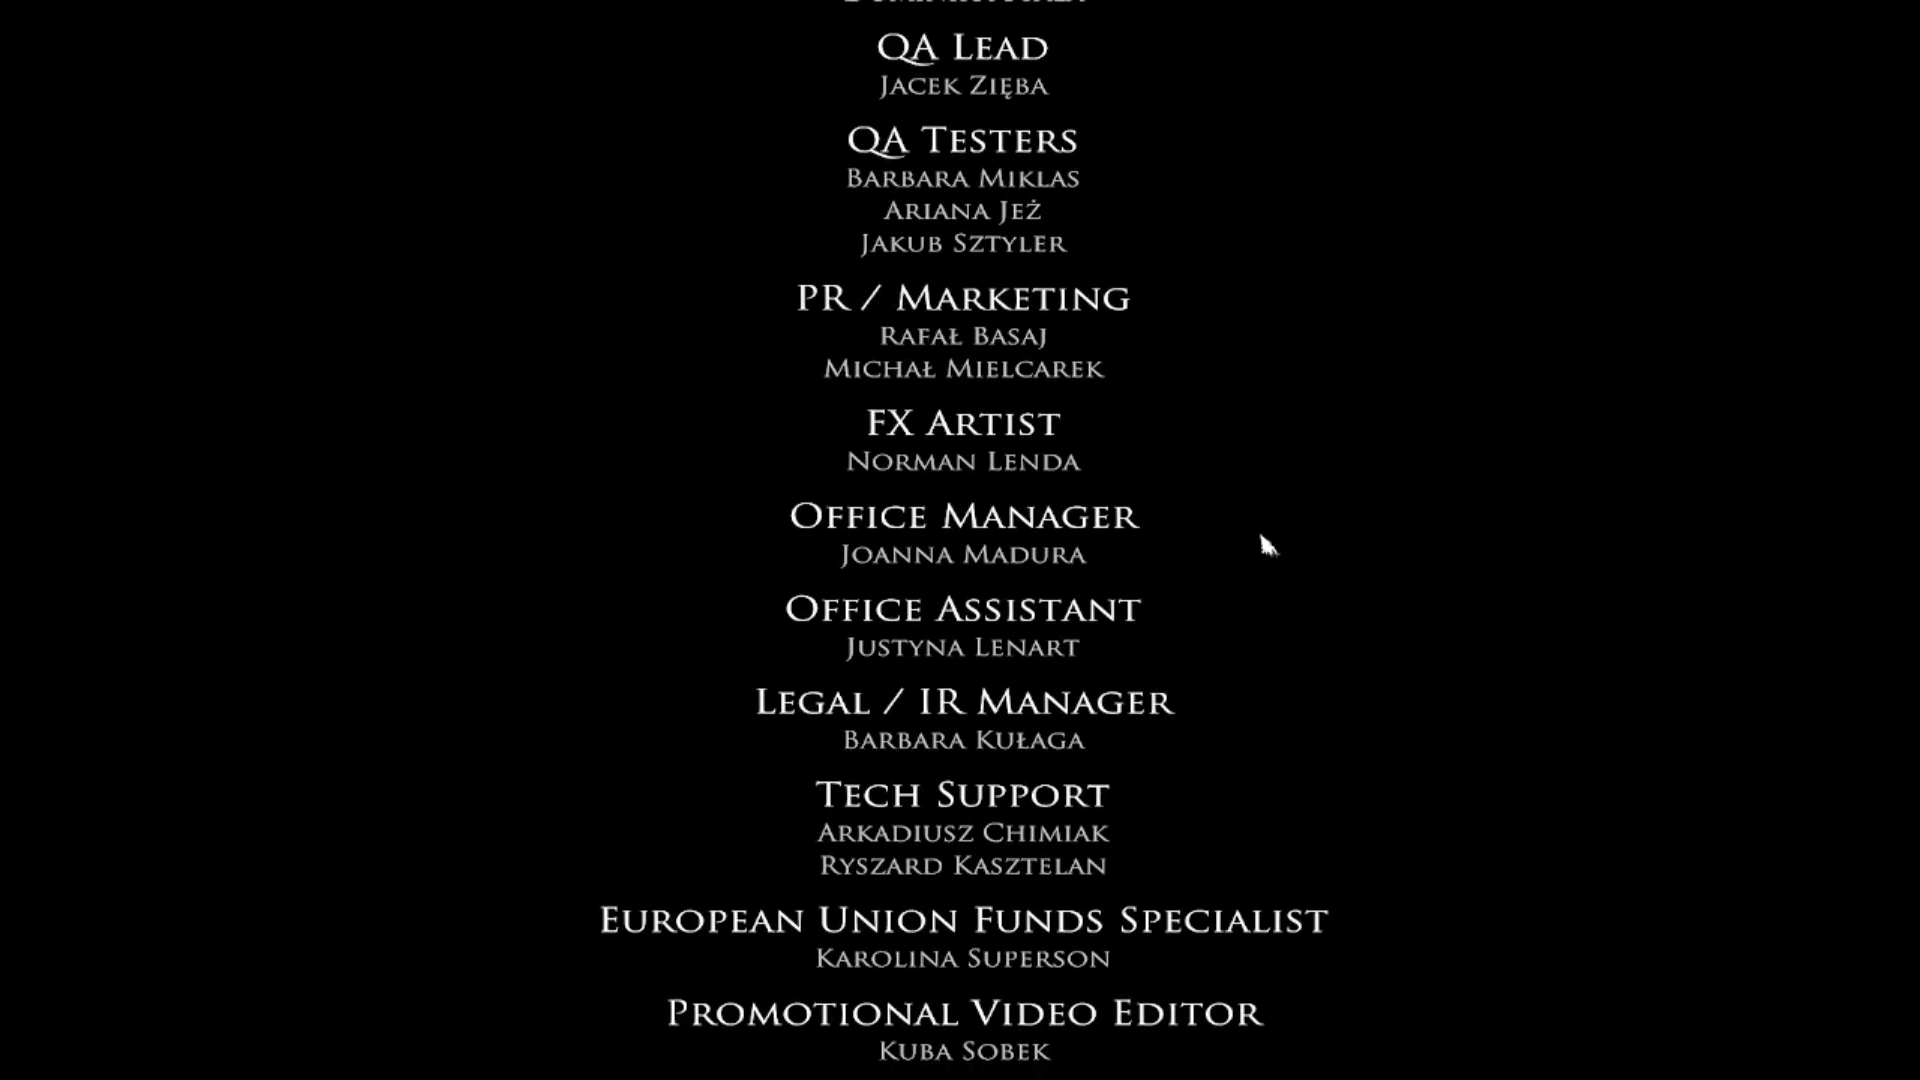 QA Lead
Jacek Zięba
QA Testers
Barbara Miklas
Ariana Jeż
Jakub Sztyler
PR / Marketing
Rafał Basaj
Michał Mielcarek
FX Artist
Norman Lenda
Office Manager
Joanna Madura
Office Assistant
Justyna Lenart
Legal / IR Manager
Barbara Kułaga
Tech Support
Arkadiusz Chimiak
Ryszard Kasztelan
European Union Funds Specialist
Karolina Superson
Promotional Video Editor
Kuba Sobek